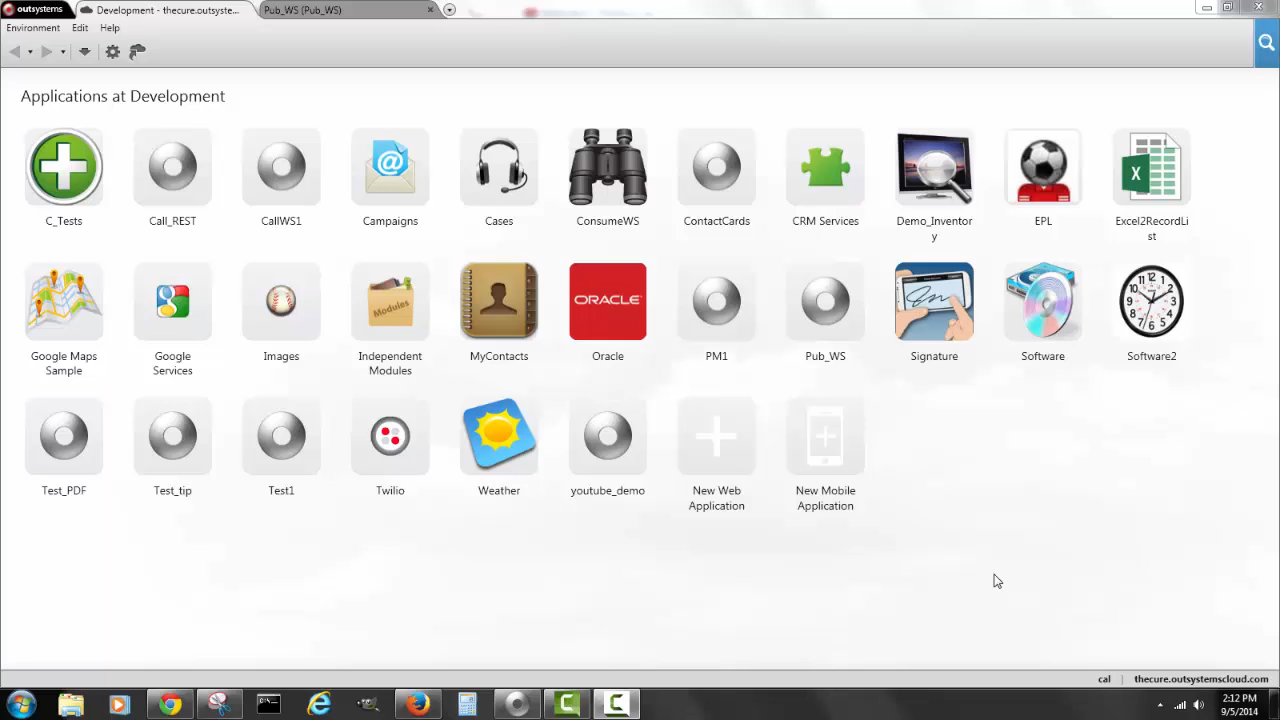 outsystems
Development - thecure.outsyste...
Pub_WS (Pub_WS)
Environment Edit Help
Applications at Development
C_Tests
Call_REST
CallWS1
Campaigns
Cases
ConsumeWS
ContactCards
CRM Services
Demo_Inventor
y
EPL
Excel2RecordLi
st
Google Maps
Sample
Google
Services
Images
Modules
Independent
Modules
MyContacts
ORACLE
Oracle
PM1
Pub_WS
Signature
Software
Software2
Test_PDF
Test_tip
Test1
Twilio
Weather
youtube_demo
New Web
Application
New Mobile
Application
cal
thecure.outsystemscloud.com
2:12 PM
9/5/2014